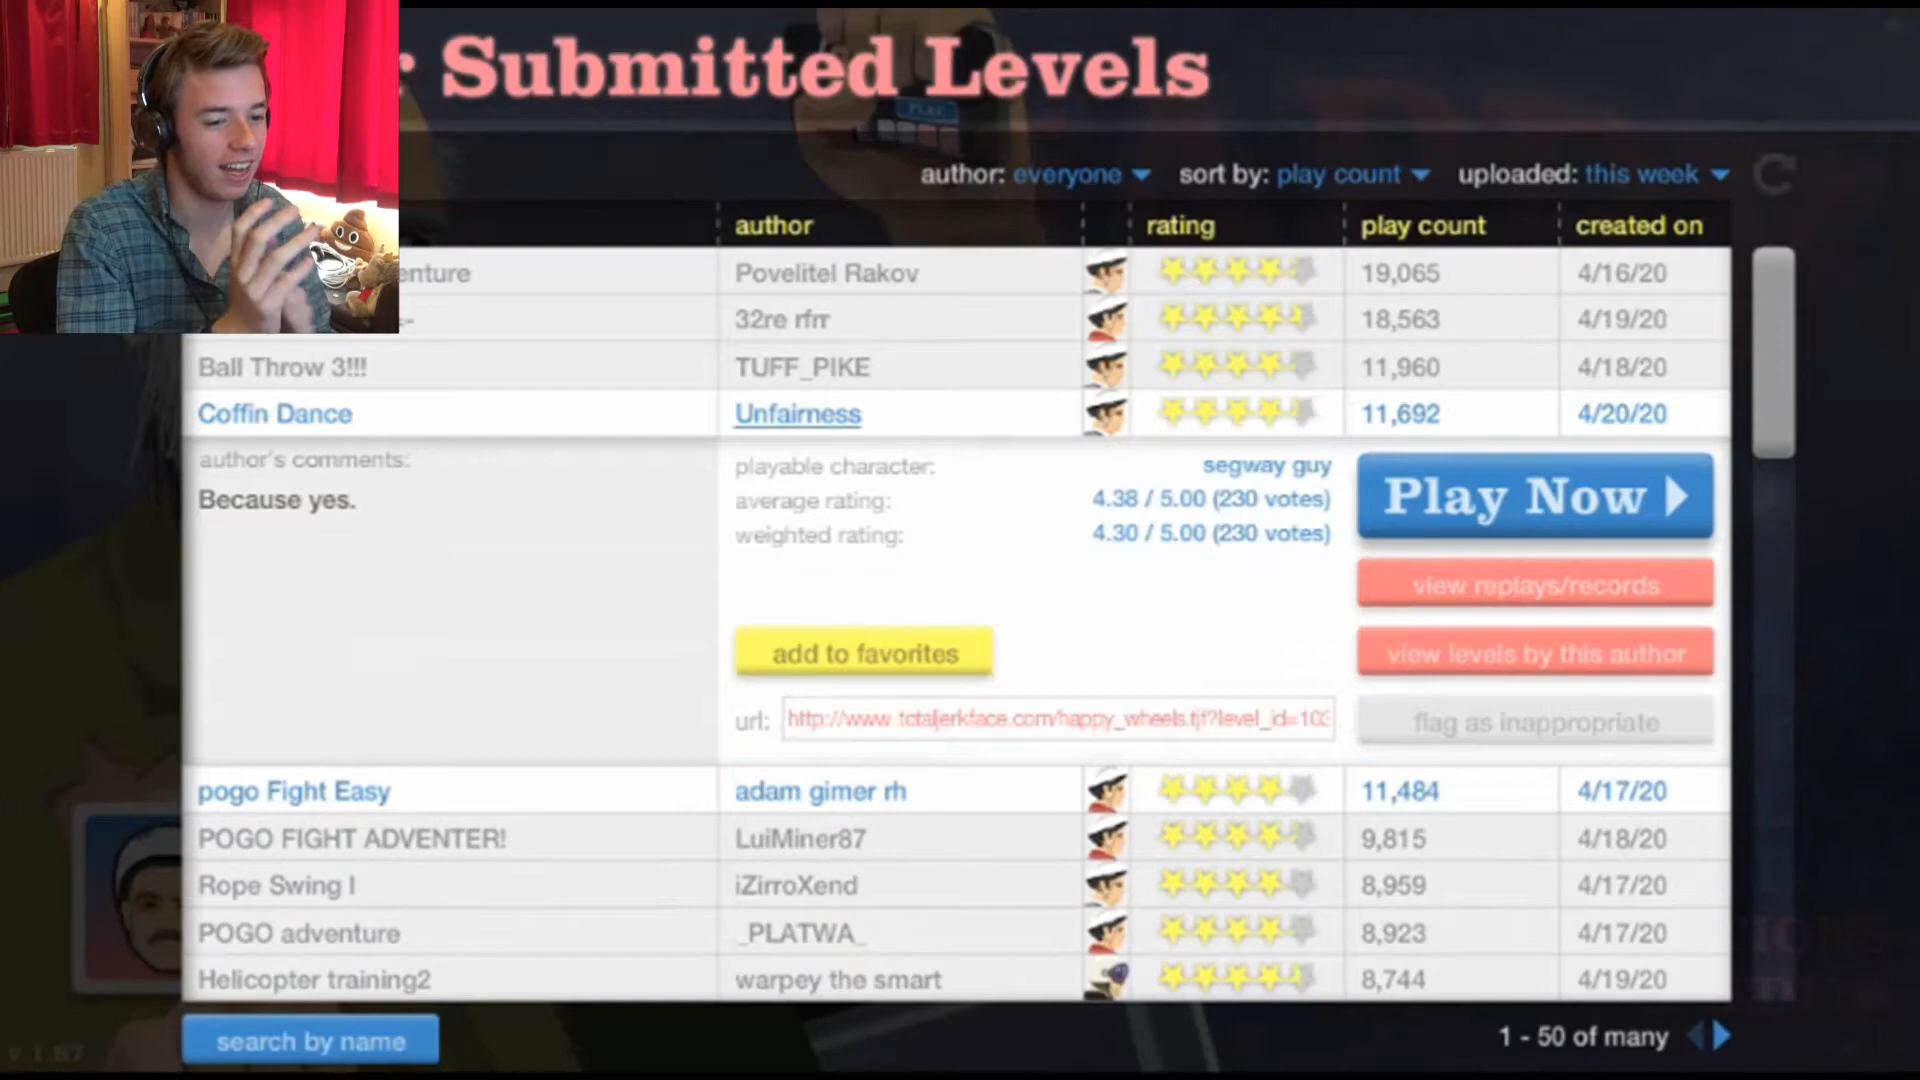 r Submitted Levels
author: everyone sort by: play count uploaded: this week
author rating play count created on
enture Povelitel Rakov 19,065 4/16/20
-- 32re rfrr 18,563 4/19/20
Ball Throw 3!!! TUFF_PIKE 11,960 4/18/20
Coffin Dance Unfairness 11,692 4/20/20
author's comments:
Because yes.
playable character: segway guy
average rating: 4.38 / 5.00 (230 votes)
weighted rating: 4.30 / 5.00 (230 votes)
Play Now
view replays/records
add to favorites
view levels by this author
url: http://www.totaljerkface.com/happy_wheels.tjf?level_id=103
flag as inappropriate
pogo Fight Easy adam gimer rh 11,484 4/17/20
POGO FIGHT ADVENTER! LuiMiner87 9,815 4/18/20
Rope Swing I iZirroXend 8,959 4/17/20
POGO adventure _PLATWA_ 8,923 4/17/20
Helicopter training2 warpey the smart 8,744 4/19/20
search by name
1 - 50 of many
v 1.87